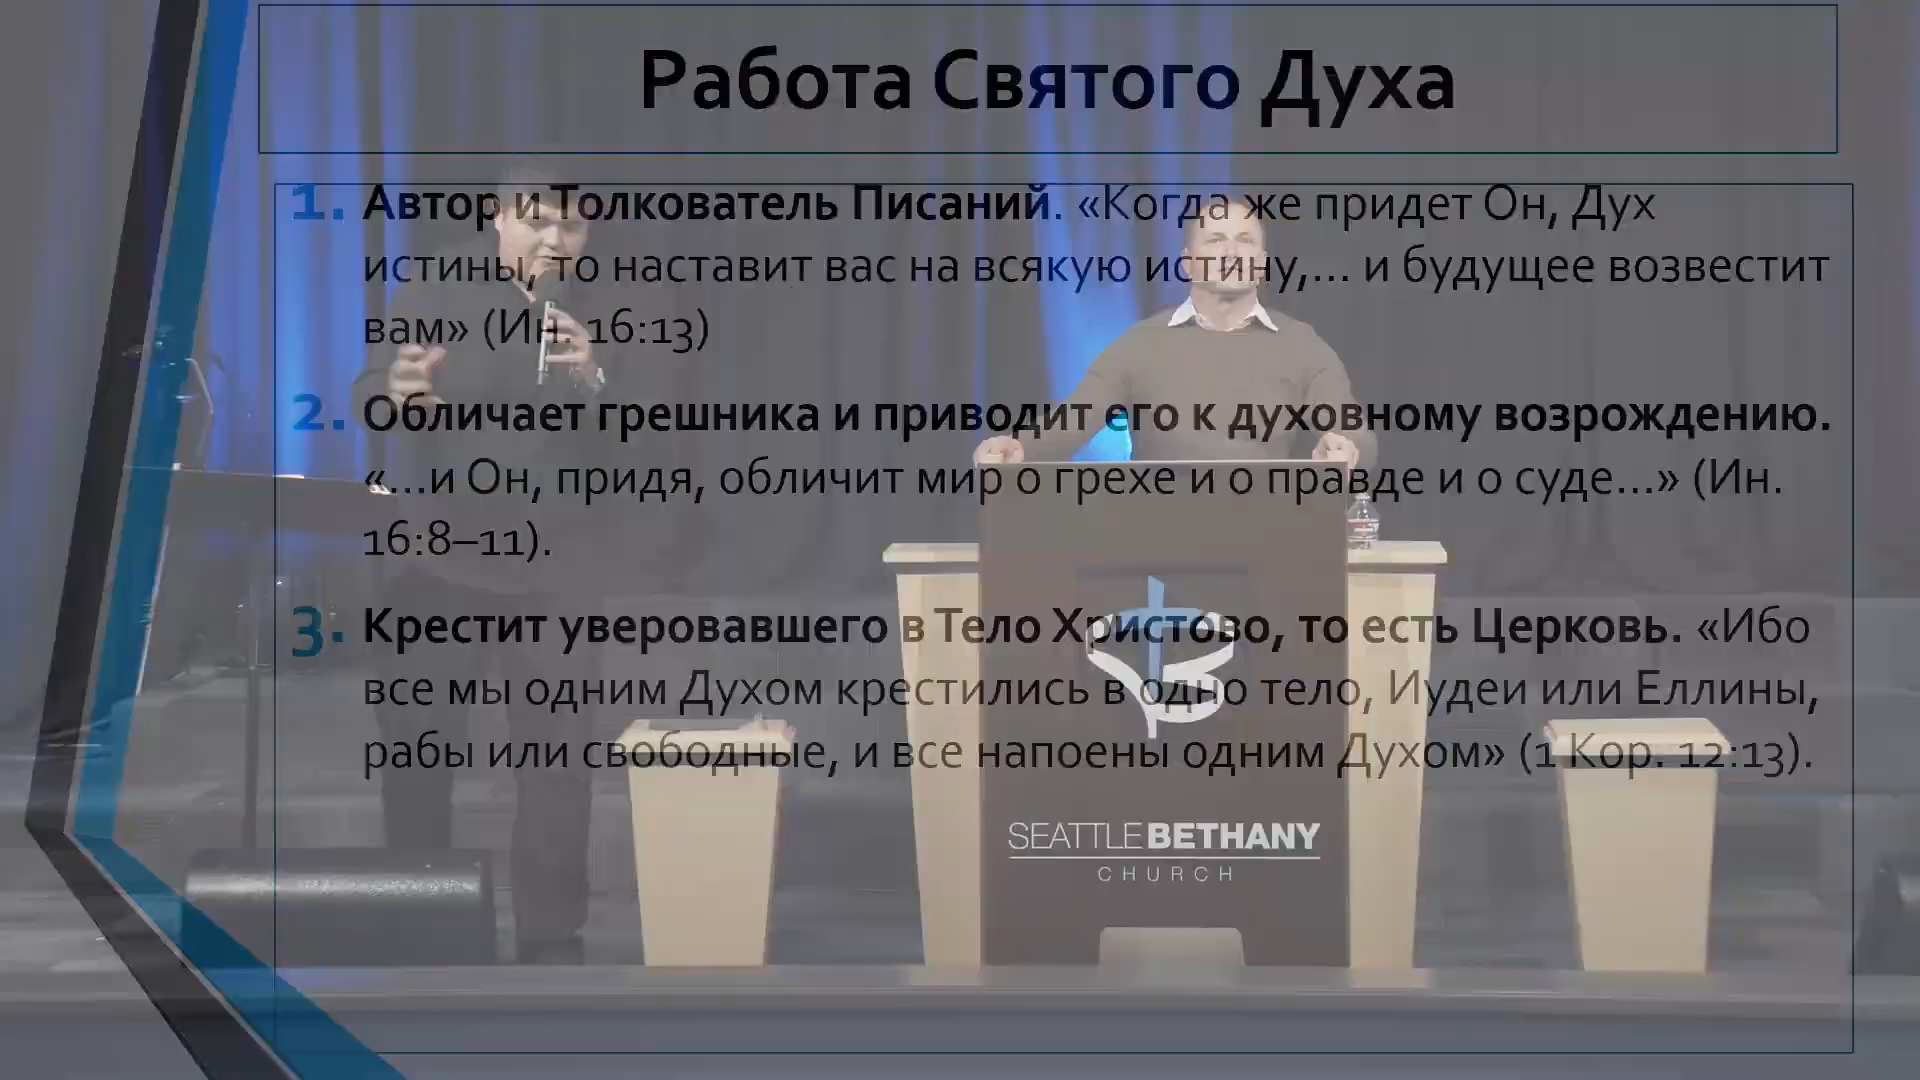 Работа Святого Духа
1. Автор и Толкователь Писаний. «Когда же придет Он, Дух
истины, то наставит вас на всякую истину,... и будущее возвестит
вам» (Ин. 16:13)
2. Обличает грешника и приводит его к духовному возрождению.
«...и Он, придя, обличит мир о грехе и о правде и о суде...» (Ин.
16:8–11).
3. Крестит уверовавшего в Тело Христово, то есть Церковь. «Ибо
все мы одним Духом крестились в одно тело, Иудеи или Еллины,
рабы или свободные, и все напоены одним Духом» (1 Кор. 12:13).
SEATTLE BETHANY
CHURCH